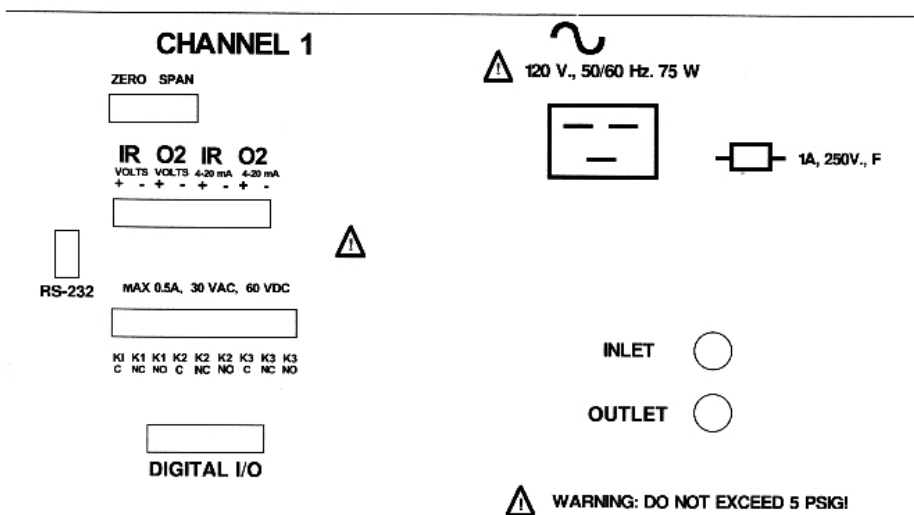 CHANNEL 1
ZERO SPAN
IR O2 IR O2
VOLTS VOLTS 4-20 mA 4-20 mA
+ - + - + - + -
RS-232
MAX 0.5A, 30 VAC, 60 VDC
K1 K1 K1 K2 K2 K2 K3 K3 K3
C NC NO C NC NO C NC NO
DIGITAL I/O
120 V., 50/60 Hz. 75 W
1A, 250V., F
INLET
OUTLET
WARNING: DO NOT EXCEED 5 PSIG!